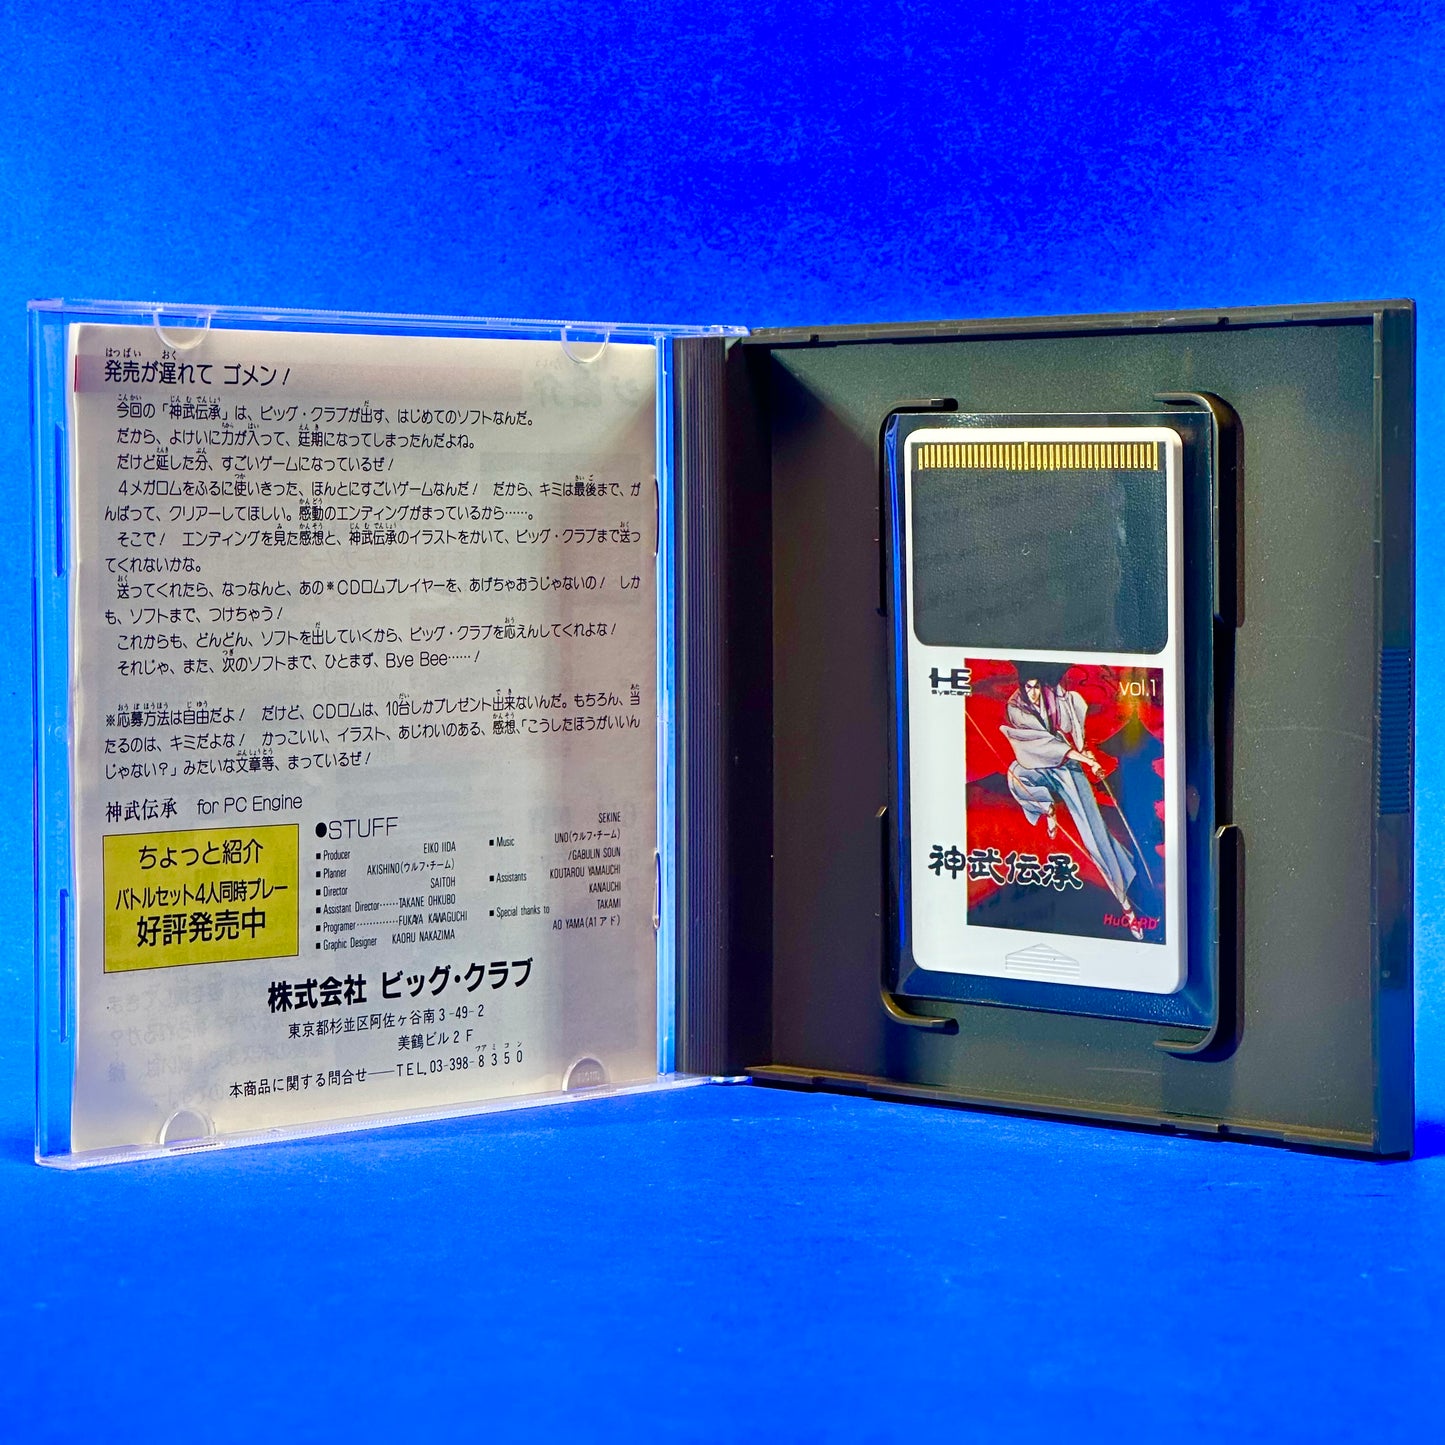 発売が遅れて ゴメン!
今回の「神武伝承」は、ビッグ・クラブが出す、はじめてのソフトなんだ。
だから、よけいに力が入って、延期になってしまったんだよね。
だけど延した分、すごいゲームになっているぜ!
4メガロムをふるに使いきった、ほんとにすごいゲームなんだ! だから、キミは最後まで、が
んばって、クリアーしてほしい。感動のエンディングがまっているから……。
そこで! エンディングを見た感想と、神武伝承のイラストをかいて、ビッグ・クラブまで送っ
てくれないかな。
送ってくれたら、なっなんと、あの※CDロムプレイヤーを、あげちゃおうじゃないの! しか
も、ソフトまで、つけちゃう!
これからも、どんどん、ソフトを出していくから、ビッグ・クラブを応えんしてくれよな!
それじゃ、また、次のソフトまで、ひとまず、Bye Bee……!
※応募方法は自由だよ! だけど、CDロムは、10台しかプレゼント出来ないんだ。もちろん、当
たるのは、キミだよな! かっこいい、イラスト、あじわいのある、感想、「こうしたほうがいいん
じゃない?」みたいな文章等、まっているぜ!
神武伝承 for PC Engine
ちょっと紹介
バトルセット4人同時プレー
好評発売中
●STUFF
■Producer EIKO IIDA
■Planner AKISHINO(ウルフ・チーム)
■Director SAITOH
■Assistant Director……TAKANE OHKUBO
■Programer…………FUKAYA KAWAGUCHI
■Graphic Designer KAORU NAKAZIMA
SEKINE
■Music UNO(ウルフ・チーム)
/GABULIN SOUN
■Assistants KOUTAROU YAMAUCHI
KANAUCHI
■Special thanks to TAKAMI
AO YAMA(A1アド)
株式会社 ビッグ・クラブ
東京都杉並区阿佐ヶ谷南3-49-2
美鶴ビル2F
ファミコン
本商品に関する問合せ——TEL.03-398-8350
HE
system
vol.1
神武伝承
HuCARD